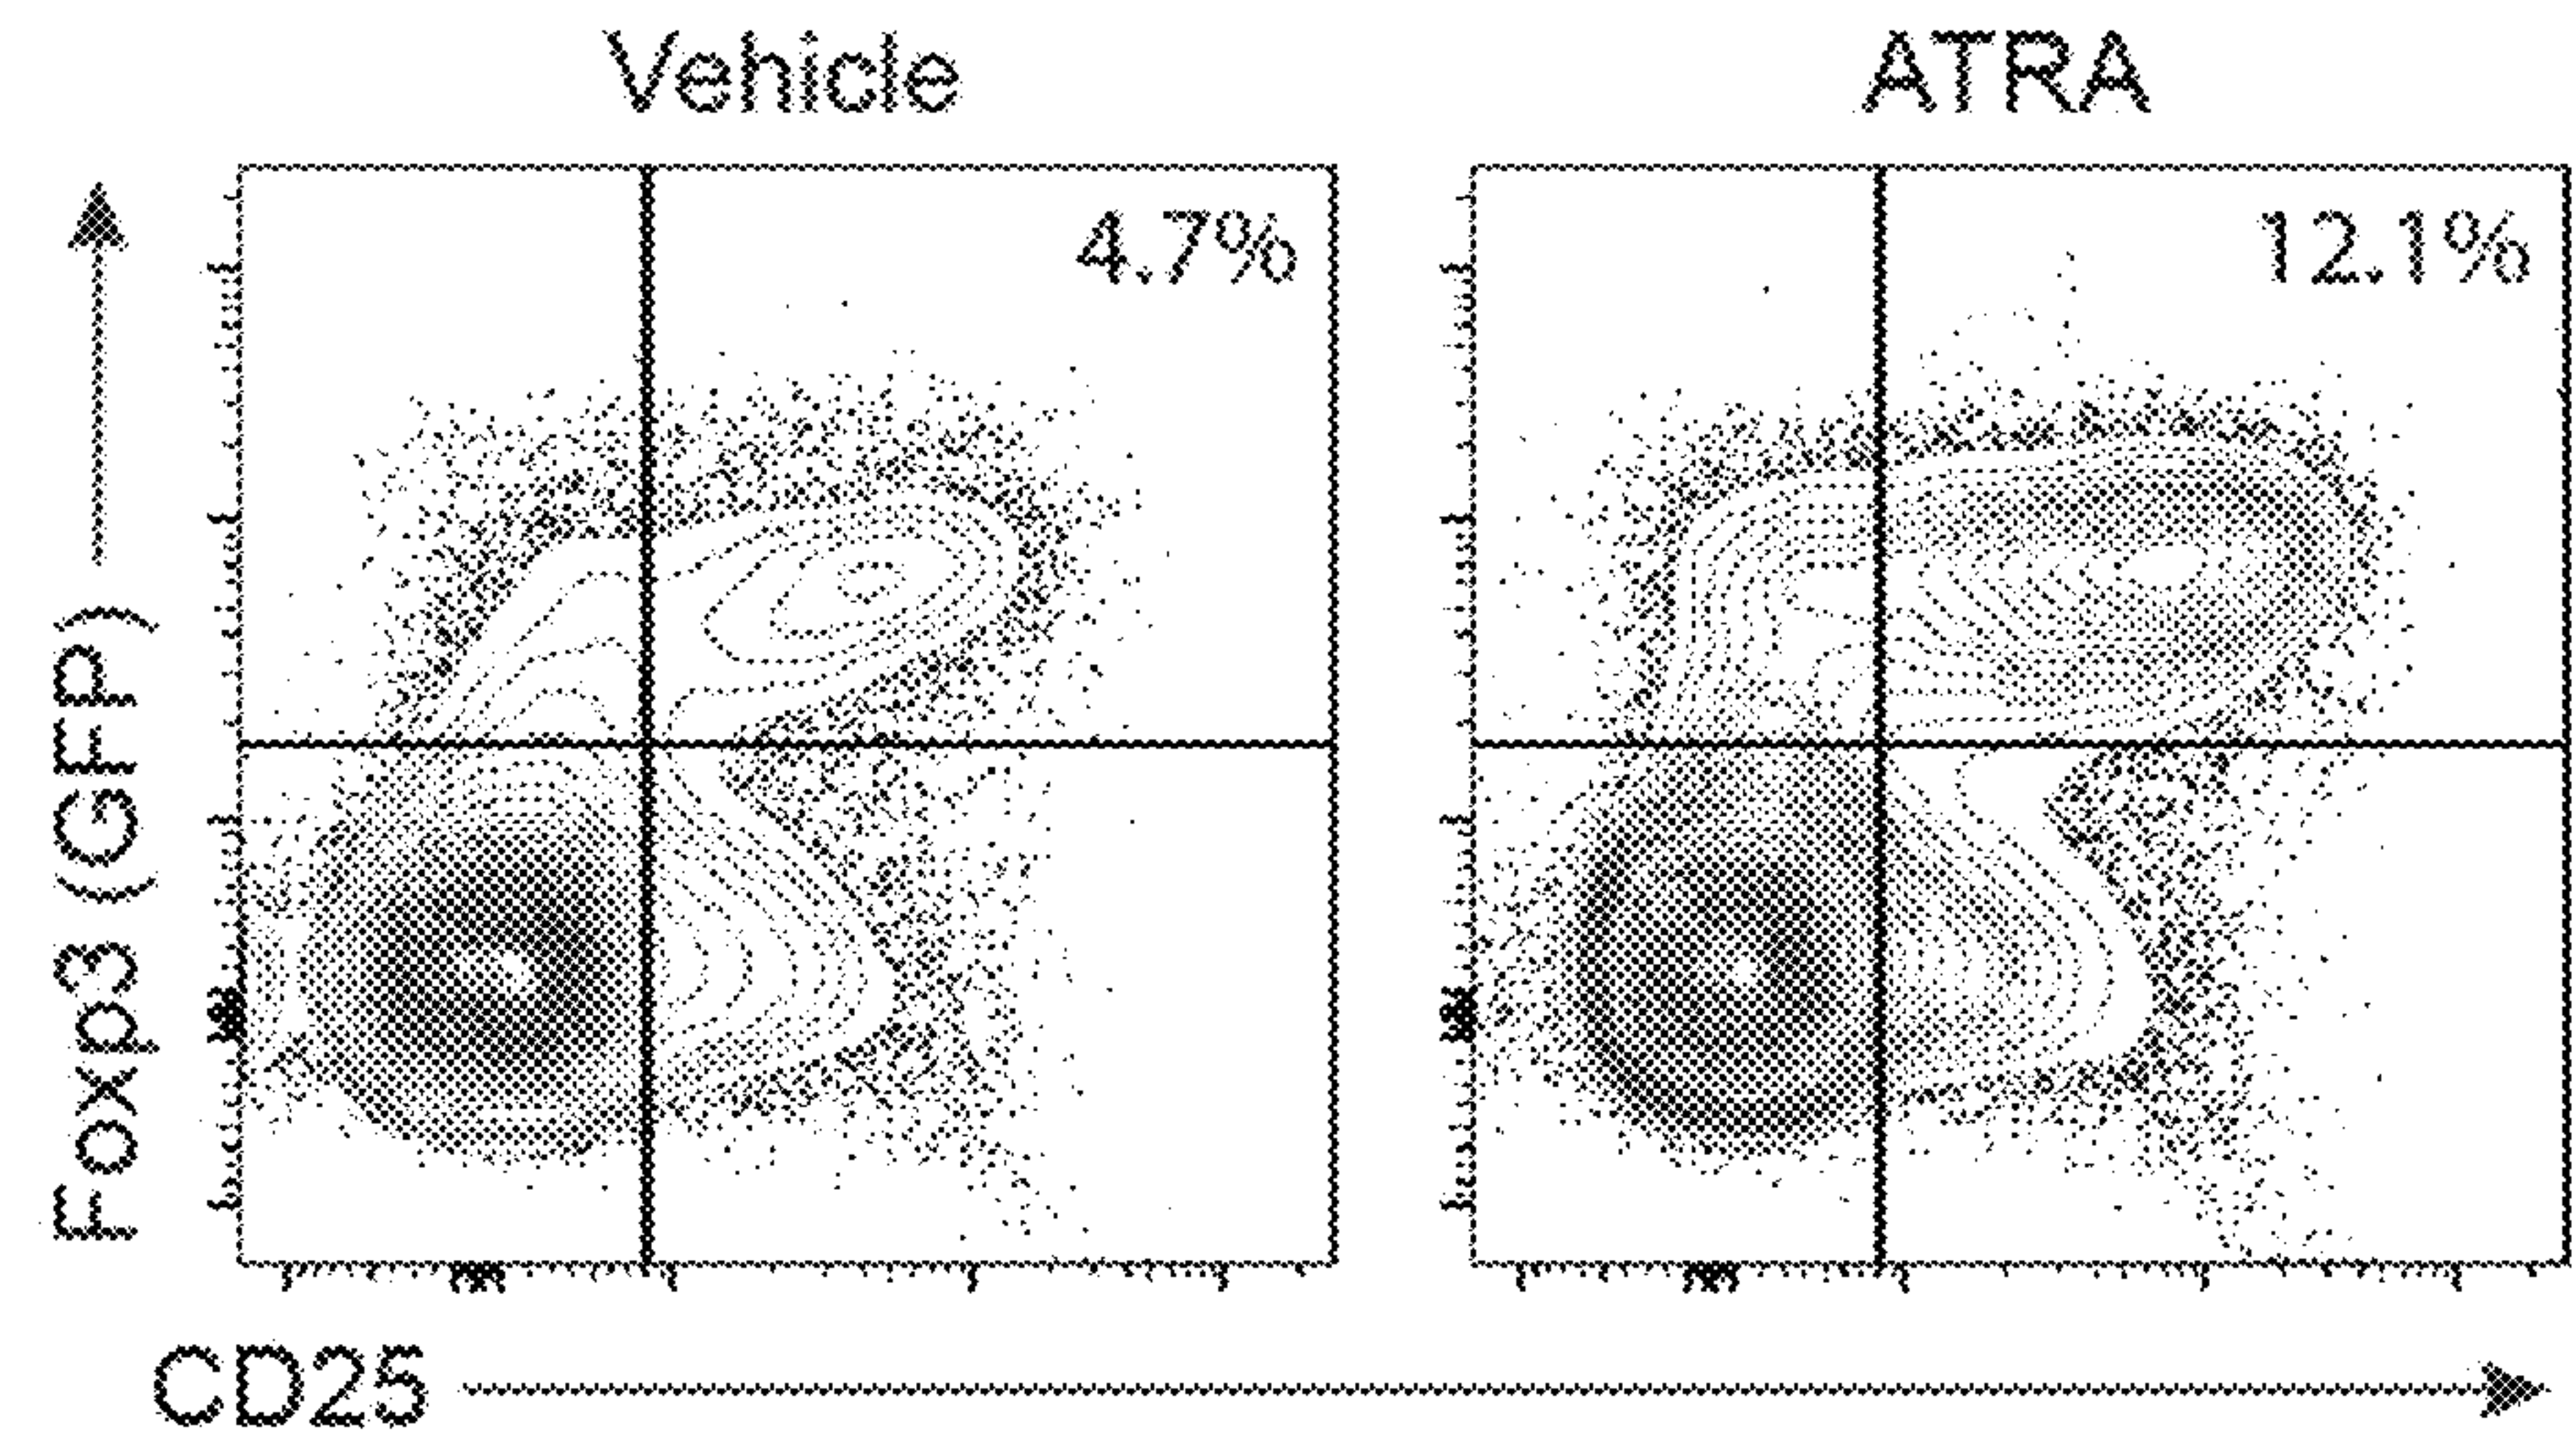 Vehicle
ATRA
4.7%
12.1%
Foxp3 (GFP)
CD25